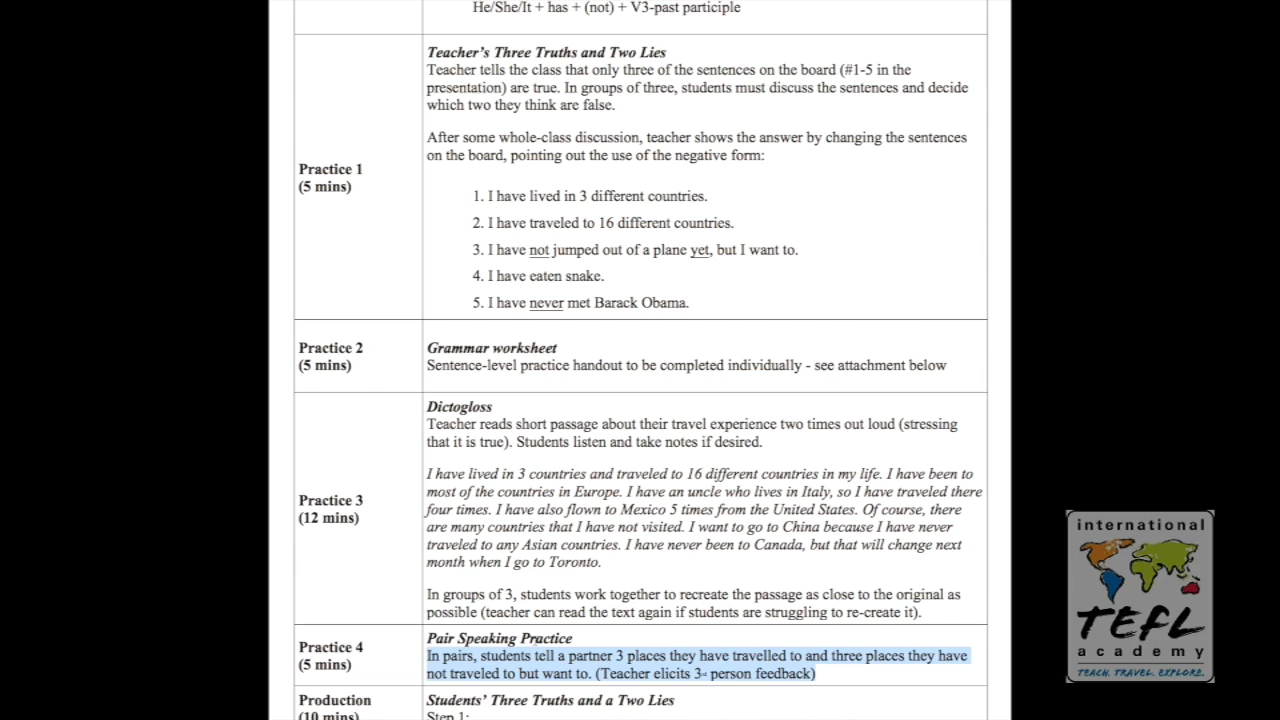 He/She/It + has + (not) + V3-past participle
Teacher's Three Truths and Two Lies
Teacher tells the class that only three of the sentences on the board (#1-5 in the
presentation) are true. In groups of three, students must discuss the sentences and decide
which two they think are false.
After some whole-class discussion, teacher shows the answer by changing the sentences
on the board, pointing out the use of the negative form:
Practice 1
(5 mins)
1. I have lived in 3 different countries.
2. I have traveled to 16 different countries.
3. I have not jumped out of a plane yet, but I want to.
4. I have eaten snake.
5. I have never met Barack Obama.
Practice 2
(5 mins)
Grammar worksheet
Sentence-level practice handout to be completed individually - see attachment below
Dictogloss
Teacher reads short passage about their travel experience two times out loud (stressing
that it is true). Students listen and take notes if desired.
Practice 3
(12 mins)
I have lived in 3 countries and traveled to 16 different countries in my life. I have been to
most of the countries in Europe. I have an uncle who lives in Italy, so I have traveled there
four times. I have also flown to Mexico 5 times from the United States. Of course, there
are many countries that I have not visited. I want to go to China because I have never
traveled to any Asian countries. I have never been to Canada, but that will change next
month when I go to Toronto.
In groups of 3, students work together to recreate the passage as close to the original as
possible (teacher can read the text again if students are struggling to re-create it).
Practice 4
(5 mins)
Pair Speaking Practice
In pairs, students tell a partner 3 places they have travelled to and three places they have
not traveled to but want to. (Teacher elicits 3rd person feedback)
Production
(10 mins)
Students' Three Truths and a Two Lies
Step 1:
international
TEFL
academy
TEACH. TRAVEL. EXPLORE.